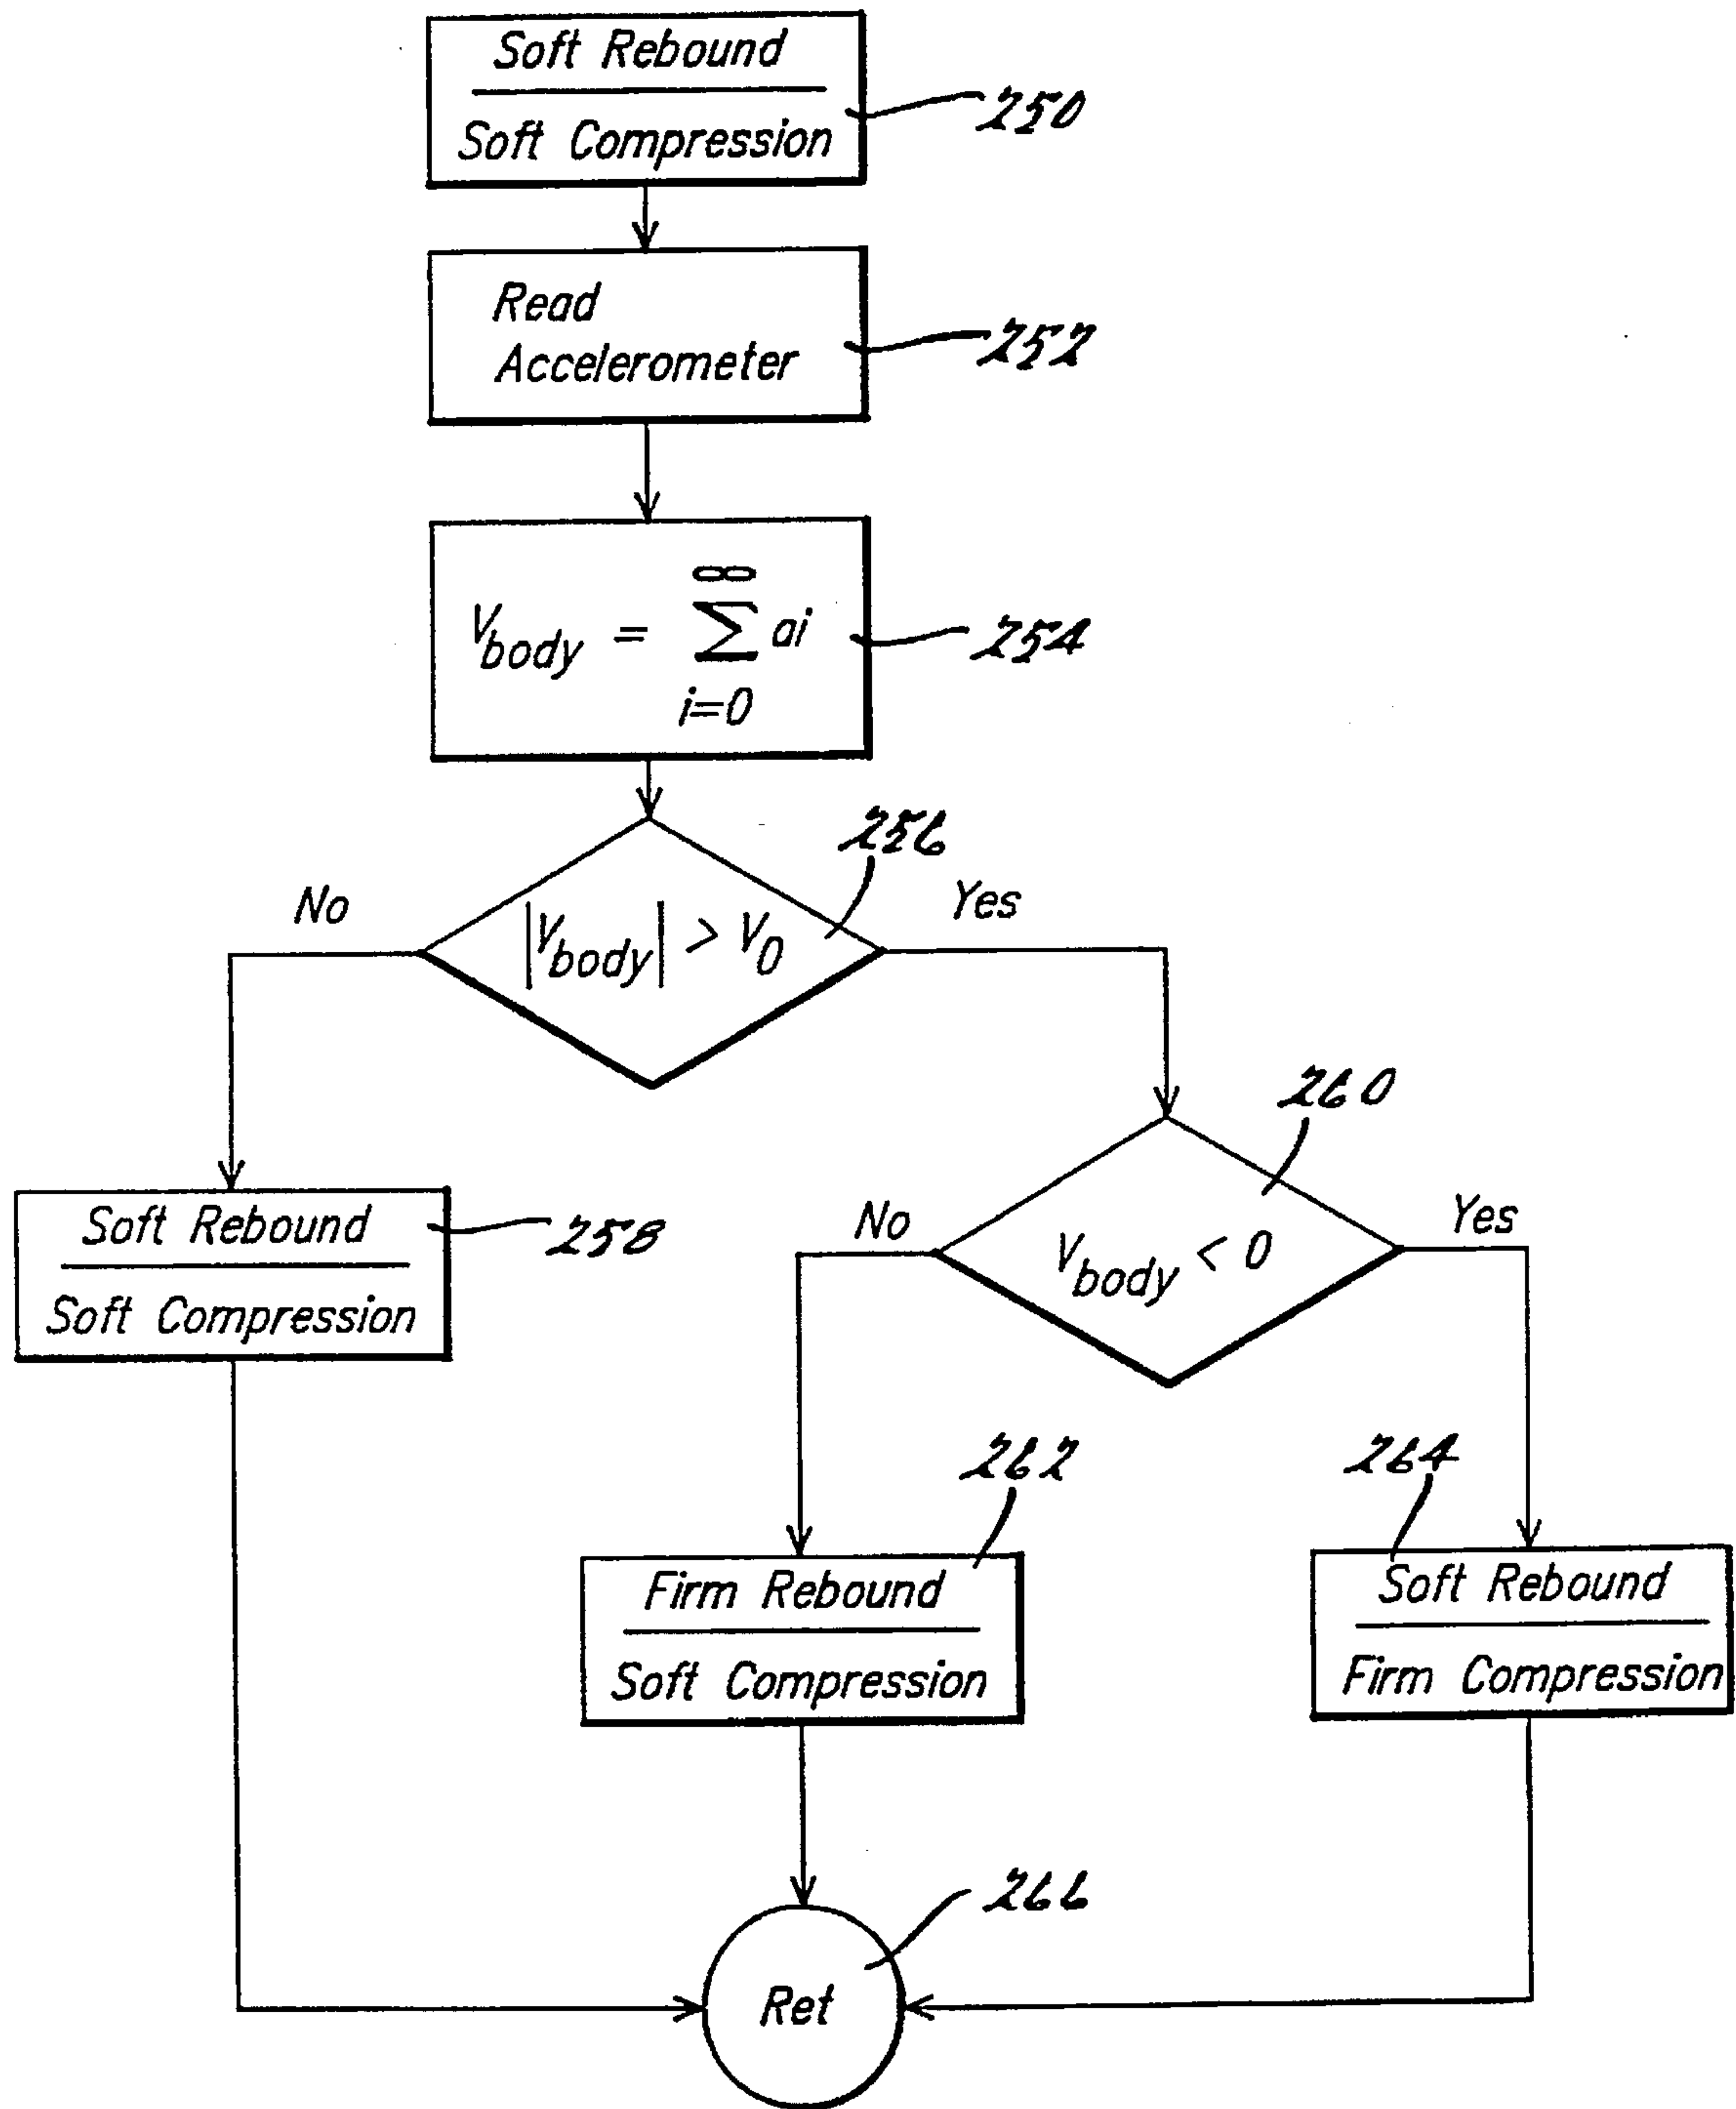 Soft Rebound
Soft Compression
250
Read
Accelerometer
252
V_body = ∑ ai
∞
i=0
254
256
No
|V_body| > V_0
Yes
260
Soft Rebound
Soft Compression
258
No
V_body < 0
Yes
262
264
Firm Rebound
Soft Compression
Soft Rebound
Firm Compression
266
Ret